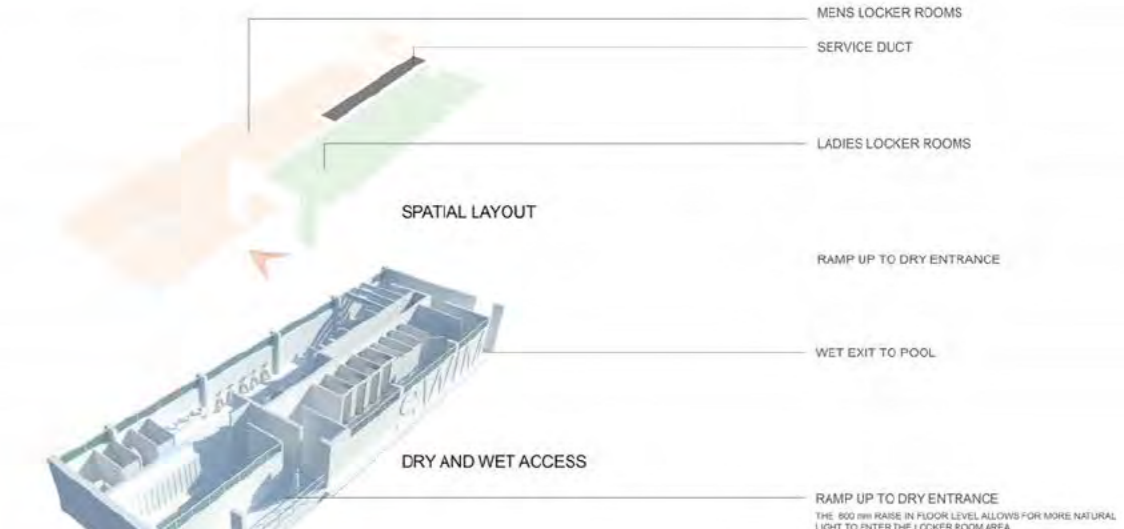 MENS LOCKER ROOMS
SERVICE DUCT
LADIES LOCKER ROOMS
SPATIAL LAYOUT
RAMP UP TO DRY ENTRANCE
WET EXIT TO POOL
SWIM
DRY AND WET ACCESS
RAMP UP TO DRY ENTRANCE
THE 600 mm RAISE IN FLOOR LEVEL ALLOWS FOR MORE NATURAL
LIGHT TO ENTER THE LOCKER ROOM AREA